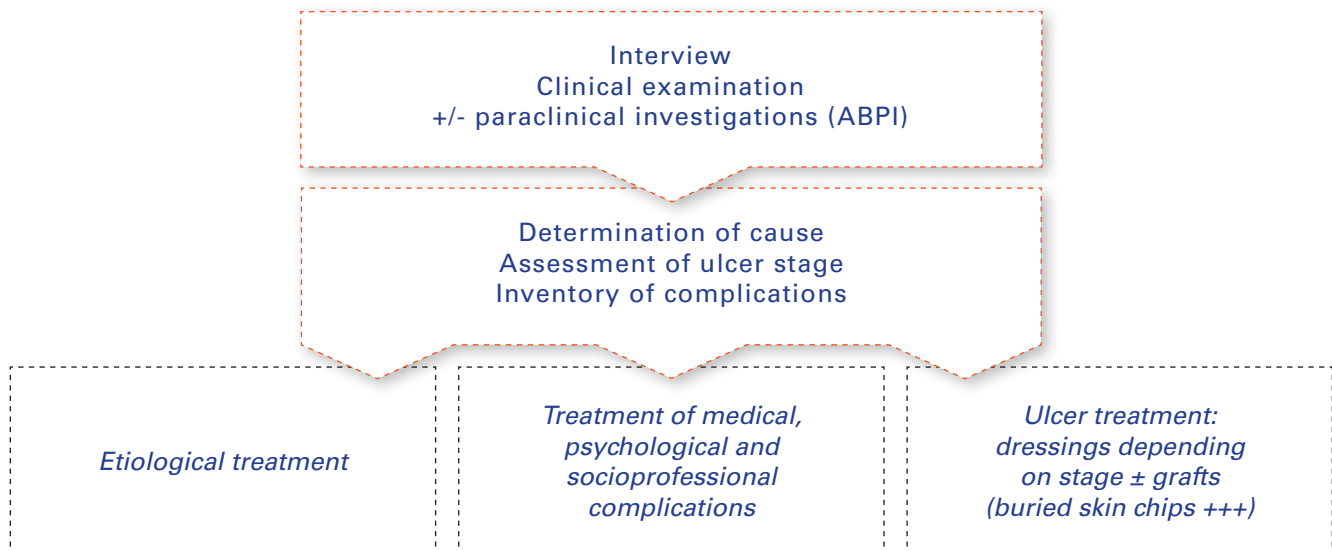 Interview
Clinical examination
+/- paraclinical investigations (ABPI)
Determination of cause
Assessment of ulcer stage
Inventory of complications
Etiological treatment
Treatment of medical,
psychological and
socioprofessional
complications
Ulcer treatment:
dressings depending
on stage ± grafts
(buried skin chips +++)